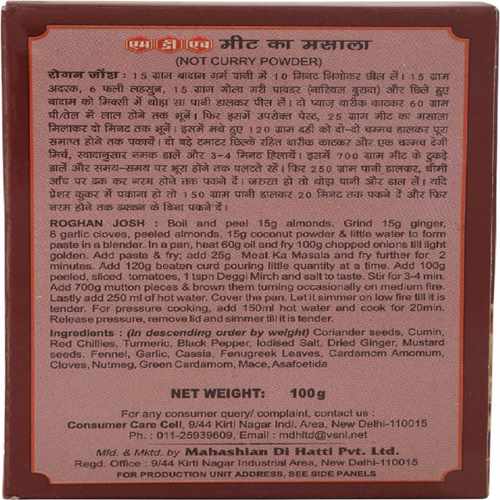 एम डी एच मीट का मसाला
(NOT CURRY POWDER)
रोगन जोश : 15 ग्राम बादाम गर्म पानी में 10 मिनट भिगोकर छील लें। 15 ग्राम
अदरक, 6 फली लहसुन, 15 ग्राम गोला गरी पावडर (नारियल बुरादा) और छिले हुए
बादाम को मिक्सी में थोड़ा सा पानी डालकर पीस लें। दो प्याज़ बारीक काटकर 60 ग्राम
घी/तेल में लाल होने तक भूनें। फिर इसमें उपरोक्त पेस्ट, 25 ग्राम मीट का मसाला
मिलाकर दो मिनट तक भूनें। इसमें मथे हुए 120 ग्राम दही को दो-दो चम्मच डालकर पूरा
समाप्त होने तक पकायें। दो बड़े टमाटर छिल्के रहित बारीक काटकर और एक चम्मच देगी
मिर्च, स्वादानुसार नमक डालें और 3-4 मिनट हिलायें। इसमें 700 ग्राम मीट के टुकड़े
डालें और समय-समय पर भूरा होने तक पलटते रहें। फिर 250 ग्राम पानी डालकर, धीमी
आँच पर ढक कर नरम होने तक पकायें। जरूरत हो तो थोड़ा पानी और डालें। यदि
प्रेशर कुकर में पकाना हो तो 150 ग्राम पानी डालकर 20 मिनट तक पकायें और फिर
नरम होने तक ढक्कन के बिना पकने दें।
ROGHAN JOSH : Boil and peel 15g almonds. Grind 15g ginger,
6 garlic cloves, peeled almonds, 15g coconut powder & little water to form
paste in a blender. In a pan, heat 60g oil and fry 100g chopped onions till light
golden. Add paste & fry; add 25g Meat Ka Masala and fry further for 2
minutes. Add 120g beaten curd pouring little quantity at a time. Add 100g
peeled, sliced tomatoes, 1 tspn Deggi Mirch and salt to taste. Stir for 3-4 min.
Add 700g mutton pieces & brown them turning occasionally on medium fire.
Lastly add 250 ml of hot water. Cover the pan. Let it simmer on low fire till it is
tender. For pressure cooking, add 150ml hot water and cook for 20min.
Release pressure, remove lid and simmer till it is tender.
Ingredients : (In descending order by weight) Coriander seeds, Cumin,
Red Chillies, Turmeric, Black Pepper, Iodised Salt, Dried Ginger, Mustard
seeds, Fennel, Garlic, Cassia, Fenugreek Leaves, Cardamom Amomum,
Cloves, Nutmeg, Green Cardamom, Mace, Asafoetida
NET WEIGHT: 100g
For any consumer query/ complaint, contact us :
Consumer Care Cell, 9/44 Kirti Nagar Indl. Area, New Delhi-110015
Ph. : 011-25939609, Email : mdhltd@vsnl.net
Mfd. & Mktd. by Mahashian Di Hatti Pvt. Ltd.
Regd. Office : 9/44 Kirti Nagar Industrial Area, New Delhi-110015
FOR PRODUCTION UNIT ADDRESS, SEE SIDE PANELS